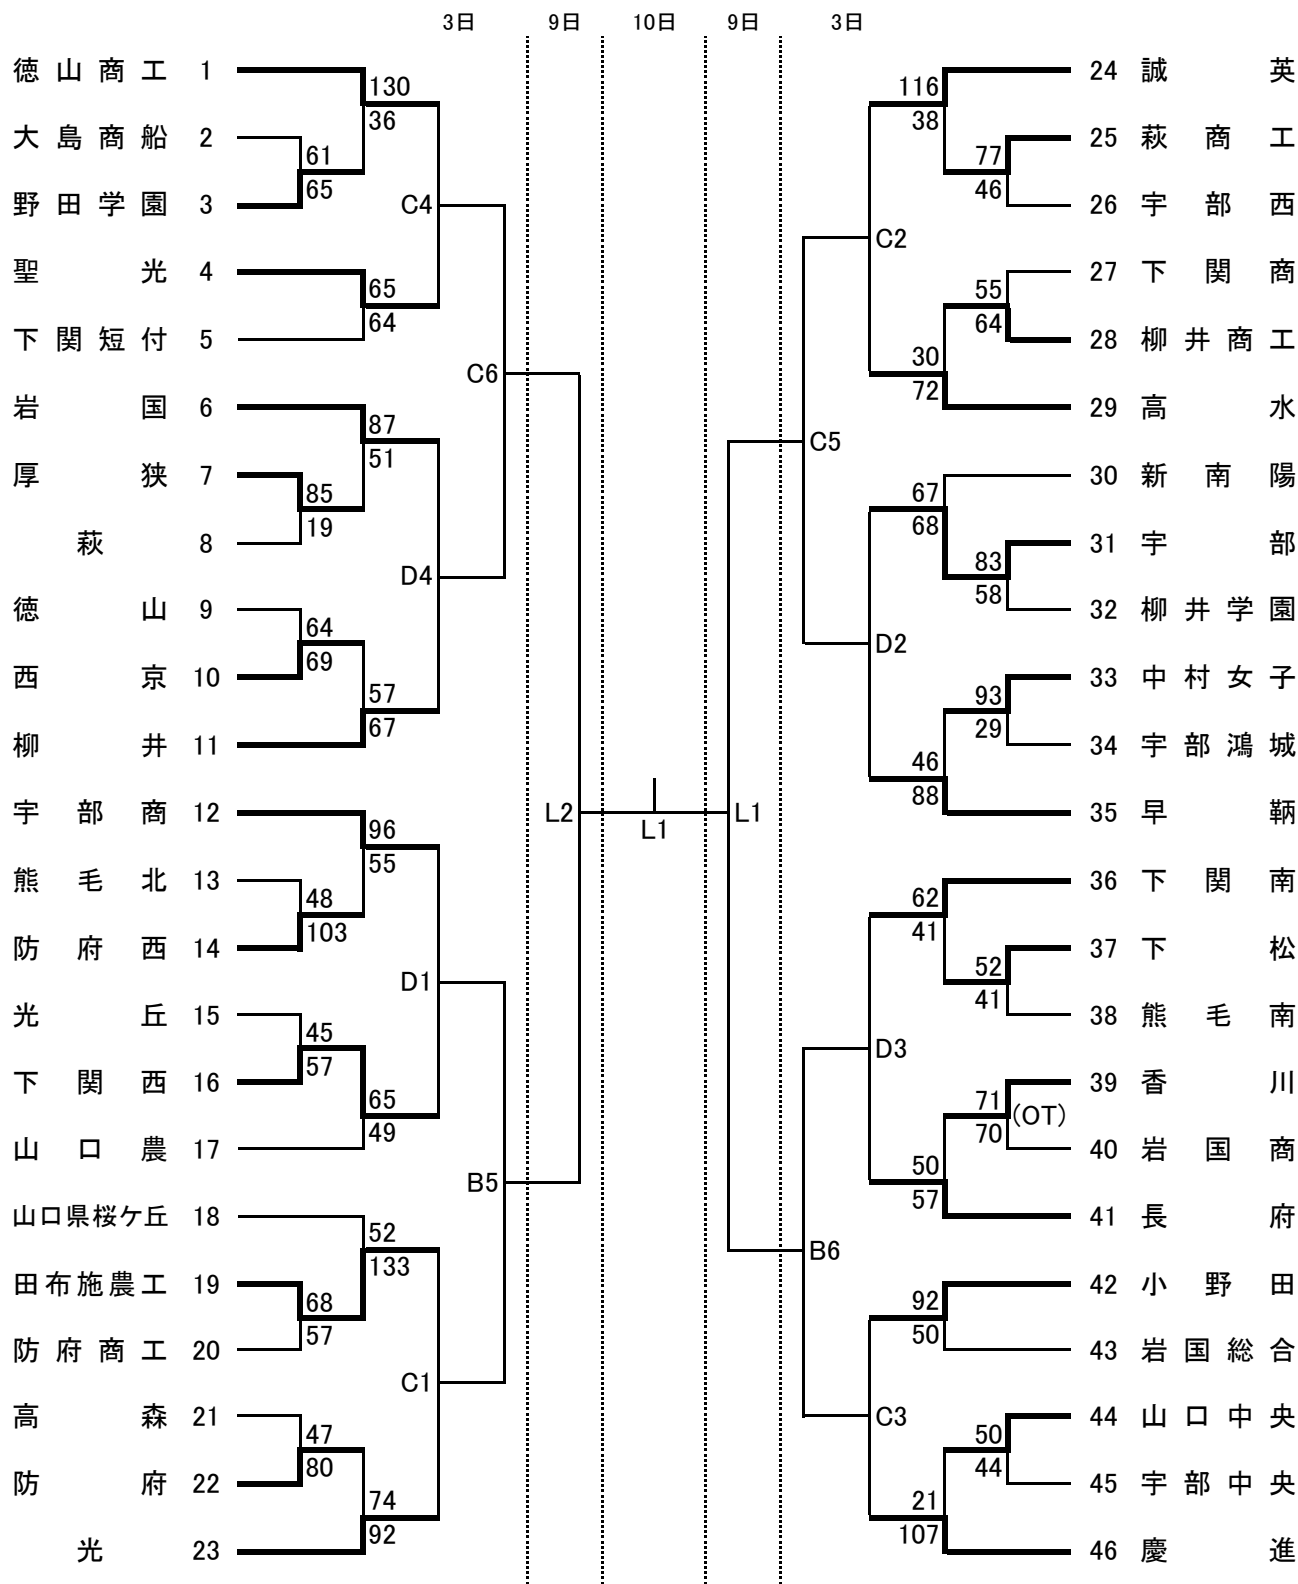 3日 9日 10日 9日 3日
徳山商工 1
大島商船 2
野田学園 3
聖光 4
下関短付 5
岩国 6
厚狭 7
萩 8
徳山 9
西京 10
柳井 11
宇部商 12
熊毛北 13
防府西 14
光丘 15
下関西 16
山口農 17
山口県桜ケ丘 18
田布施農工 19
防府商工 20
高森 21
防府 22
光 23
130
36
61
65
65
64
87
51
85
19
64
69
57
67
96
55
48
103
45
57
65
49
52
133
68
57
47
80
74
92
C4
D4
D1
C1
C6
B5
L2
L1
L1
C5
B6
C2
D2
D3
C3
116
38
77
46
55
64
30
72
67
68
83
58
93
29
46
88
62
41
52
41
71
(OT)
70
50
57
92
50
50
44
21
107
24 誠英
25 萩商工
26 宇部西
27 下関商
28 柳井商工
29 高水
30 新南陽
31 宇部
32 柳井学園
33 中村女子
34 宇部鴻城
35 早鞆
36 下関南
37 下松
38 熊毛南
39 香川
40 岩国商
41 長府
42 小野田
43 岩国総合
44 山口中央
45 宇部中央
46 慶進